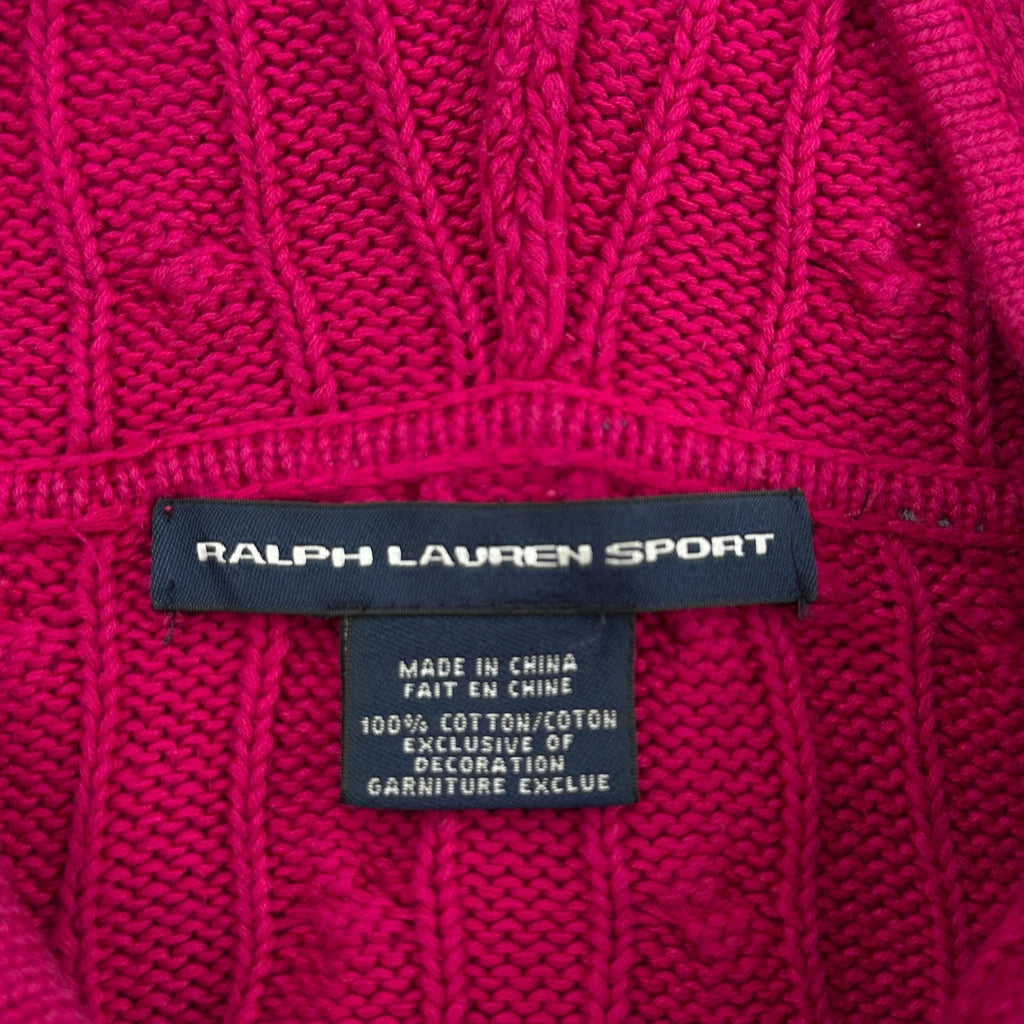 RALPH LAUREN SPORT
MADE IN CHINA
FAIT EN CHINE
100% COTTON/COTON
EXCLUSIVE OF
DECORATION
GARNITURE EXCLUE